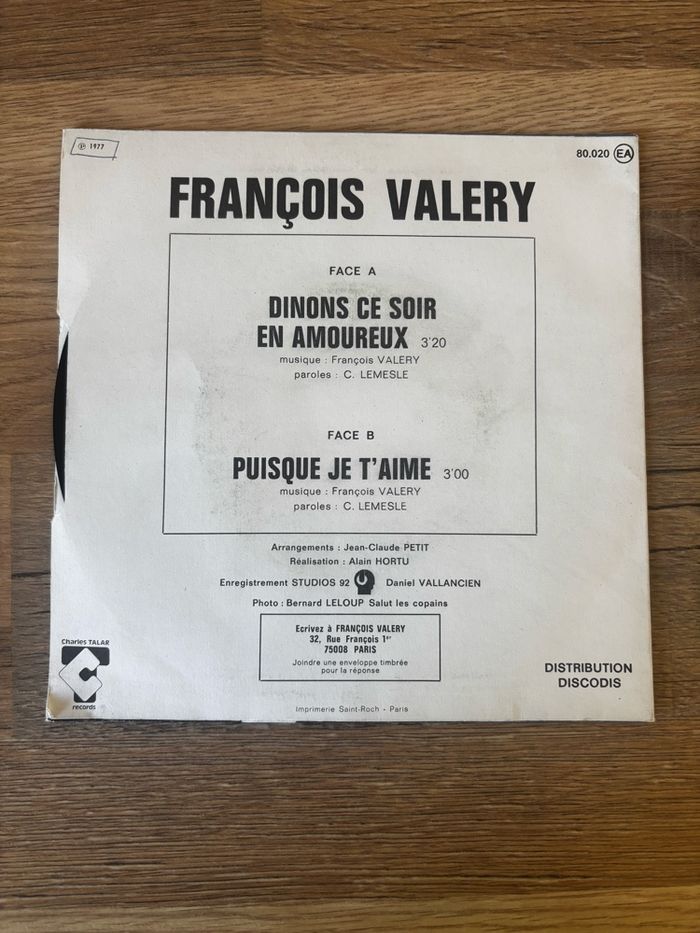 ℗ 1977
80.020 EA
FRANÇOIS VALERY
FACE A
DINONS CE SOIR
EN AMOUREUX 3'20
musique : François VALERY
paroles : C. LEMESLE
FACE B
PUISQUE JE T'AIME 3'00
musique : François VALERY
paroles : C. LEMESLE
Arrangements : Jean-Claude PETIT
Réalisation : Alain HORTU
Enregistrement STUDIOS 92 Daniel VALLANCIEN
Photo : Bernard LELOUP Salut les copains
Ecrivez à FRANÇOIS VALERY
32, Rue François 1er
75008 PARIS
Joindre une enveloppe timbrée
pour la réponse
Charles TALAR
records
DISTRIBUTION
DISCODIS
Imprimerie Saint-Roch - Paris